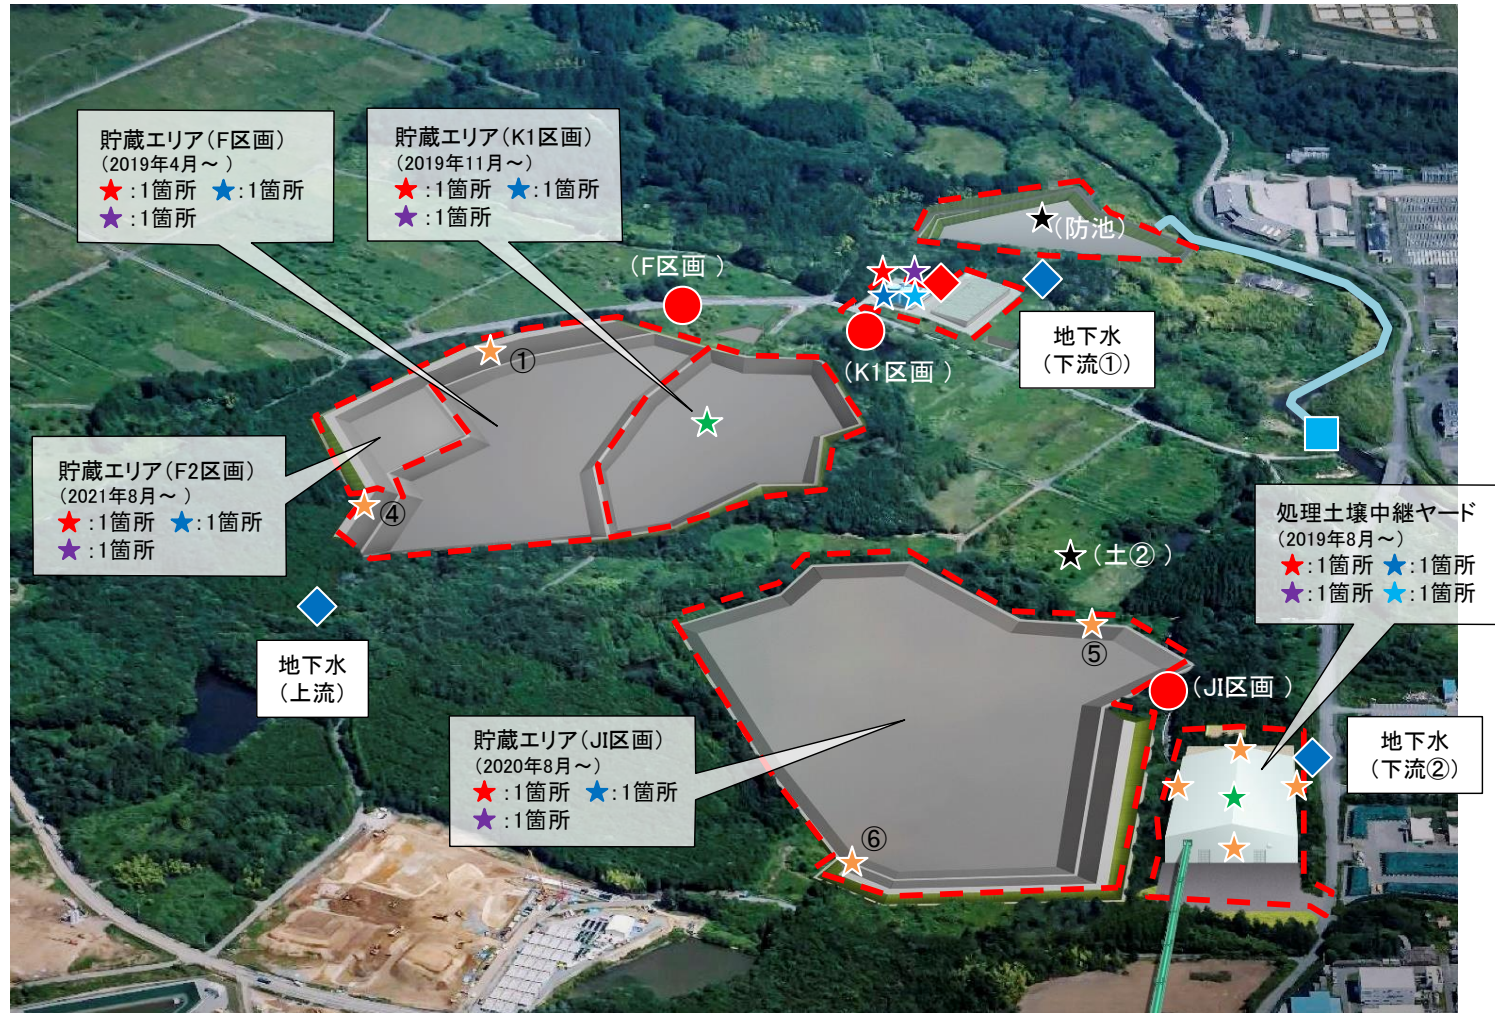 貯蔵エリア(F区画)
(2019年4月～ )
★:1箇所 ★:1箇所
★:1箇所
貯蔵エリア(K1区画)
(2019年11月～)
★:1箇所 ★:1箇所
★:1箇所
(防池)
(F区画 )
(K1区画 )
地下水
(下流①)
①
貯蔵エリア(F2区画)
(2021年8月～ )
★:1箇所 ★:1箇所
★:1箇所
④
処理土壌中継ヤード
(2019年8月～)
★:1箇所 ★:1箇所
★:1箇所 ★:1箇所
(土② )
地下水
(上流)
⑤
(JI区画 )
貯蔵エリア(JI区画)
(2020年8月～)
★:1箇所 ★:1箇所
★:1箇所
地下水
(下流②)
⑥